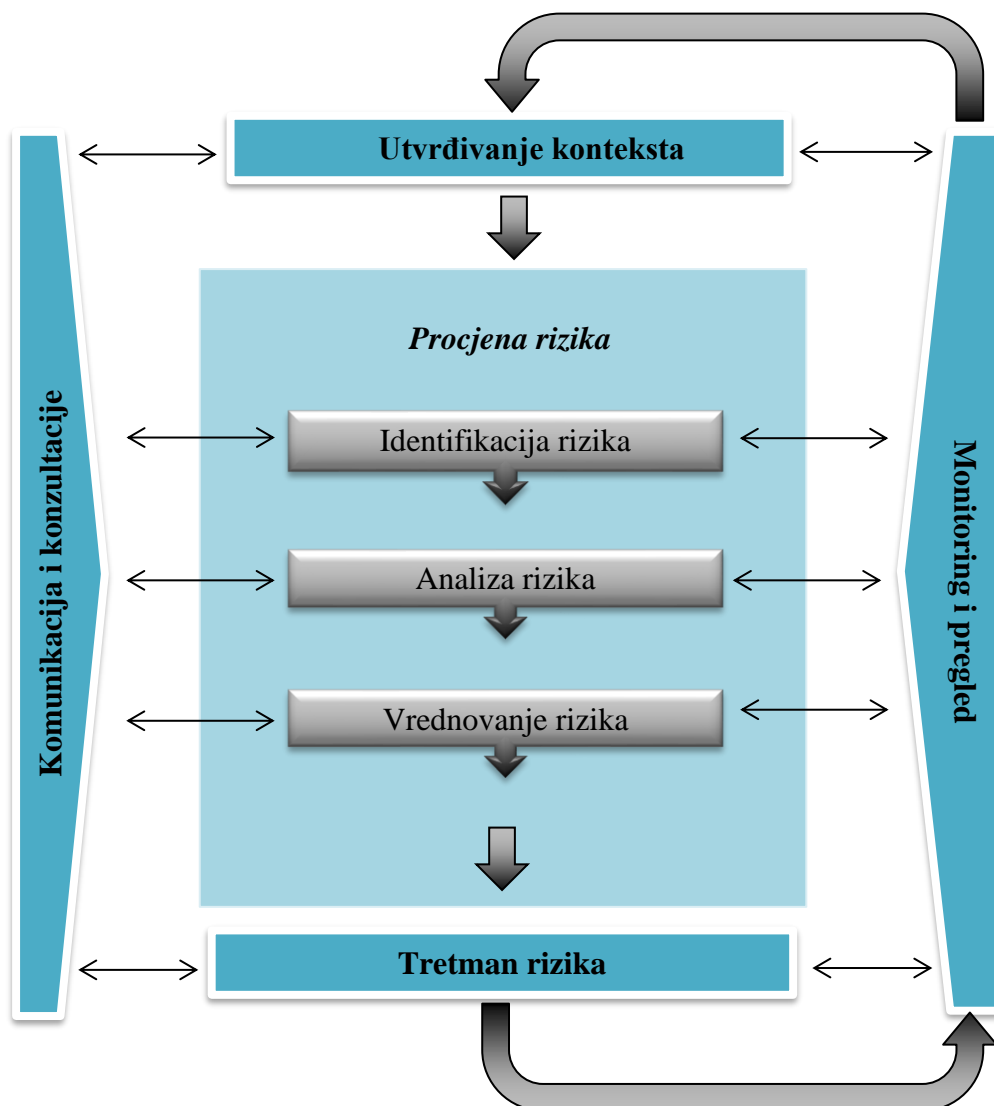 Utvrđivanje konteksta
Procjena rizika
Identifikacija rizika
Analiza rizika
Vrednovanje rizika
Tretman rizika
Komunikacija i konzultacije
Monitoring i pregled